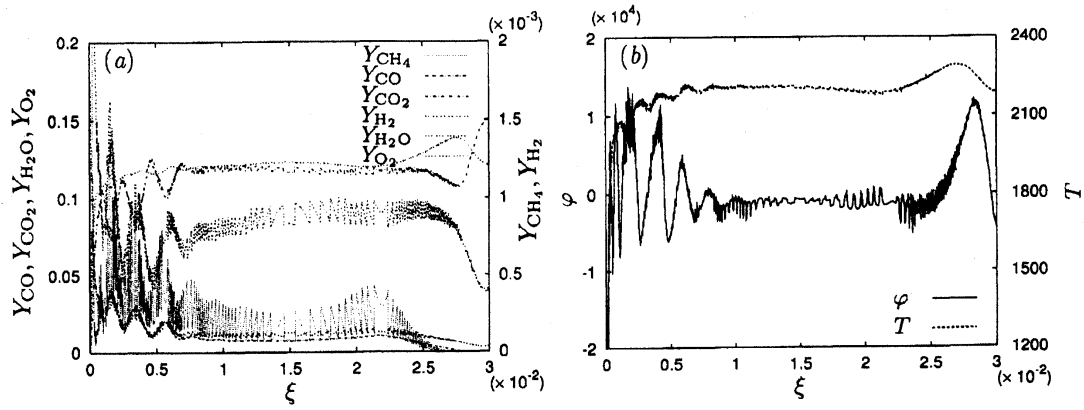 (× 10⁻³)
0.2
0.15
0.1
0.05
0
(a)
Y_CH₄
Y_CO
Y_CO₂
Y_H₂
Y_H₂O
Y_O₂
2
1.5
1
0.5
0
Y_CO, Y_CO₂, Y_H₂O, Y_O₂
Y_CH₄, Y_H₂
0 0.5 1 1.5 2 2.5 3
(× 10⁻²)
ξ
(× 10⁴)
2
1
0
-1
-2
(b)
2400
2100
1800
1500
1200
φ
T
φ
T
0 0.5 1 1.5 2 2.5 3
(× 10⁻²)
ξ